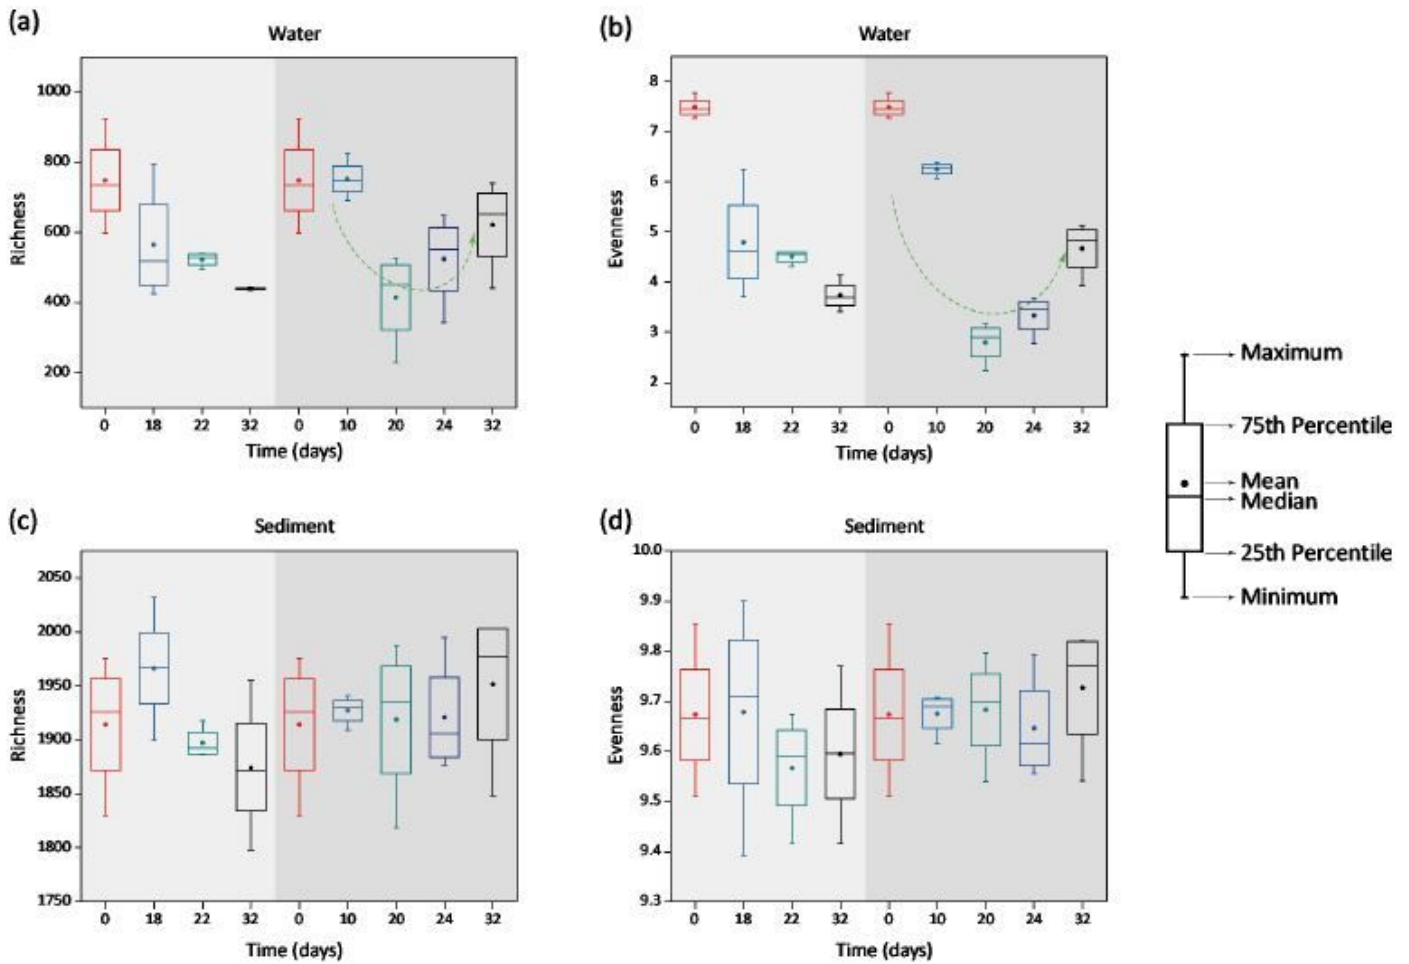 (a)
Water
1000
800
600
400
200
Richness
0 18 22 32 0 10 20 24 32
Time (days)
(b)
Water
8
7
6
5
4
3
2
Evenness
0 18 22 32 0 10 20 24 32
Time (days)
(c)
Sediment
2050
2000
1950
1900
1850
1800
1750
Richness
0 18 22 32 0 10 20 24 32
Time (days)
(d)
Sediment
10.0
9.9
9.8
9.7
9.6
9.5
9.4
9.3
Evenness
0 18 22 32 0 10 20 24 32
Time (days)
Maximum
75th Percentile
Mean
Median
25th Percentile
Minimum